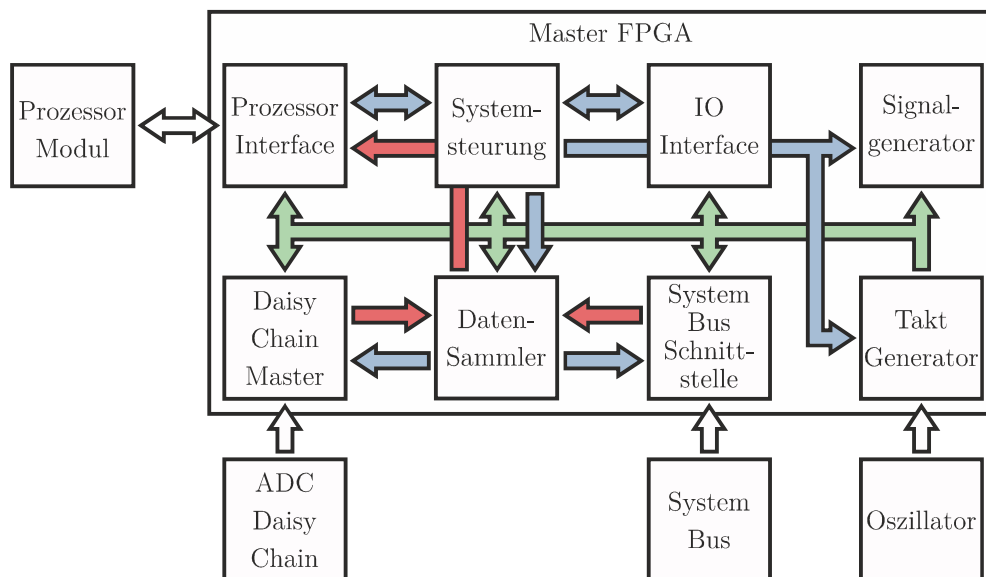 Master FPGA
Prozessor
Modul
Prozessor
Interface
System-
steurung
IO
Interface
Signal-
generator
Daisy
Chain
Master
Daten-
Sammler
System
Bus
Schnitt-
stelle
Takt
Generator
ADC
Daisy
Chain
System
Bus
Oszillator